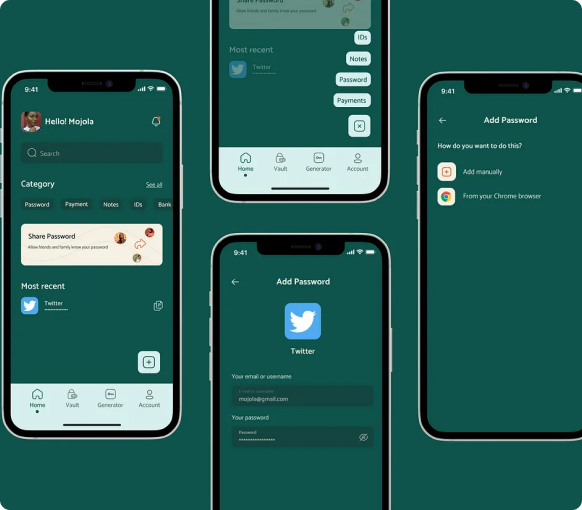 9:41
Hello! Mojola
Search
Category
See all
Password
Payment
Notes
IDs
Bank
Share Password
Allow friends and family know your password
Most recent
Twitter
Home
Vault
Generator
Account
Share Password
Allow friends and family know your password
IDs
Most recent
Notes
Twitter
Password
Payments
Home
Vault
Generator
Account
9:41
Add Password
Twitter
Your email or username
Email or username
mojola@gmail.com
Your password
Password
9:41
Add Password
How do you want to do this?
Add manually
From your Chrome browser